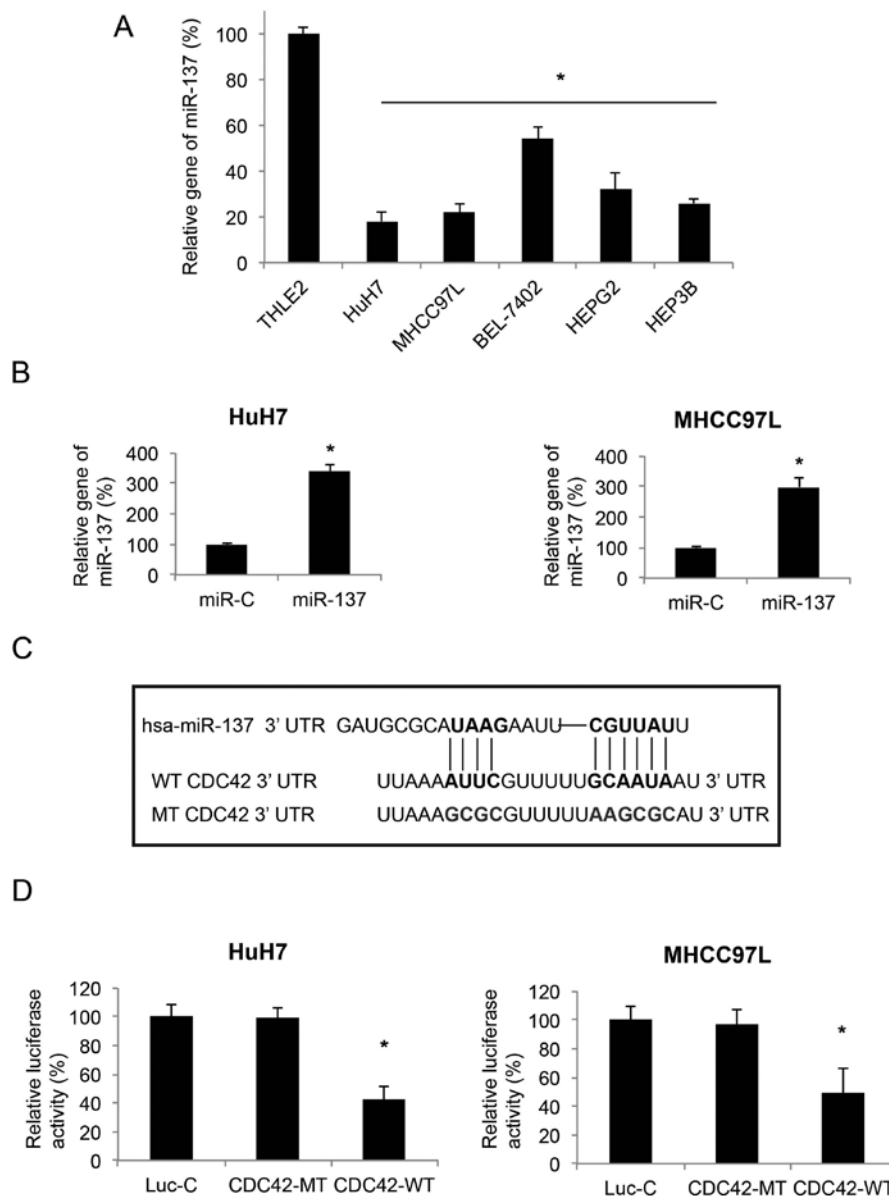 A
Relative gene of miR-137 (%)
100
80
60
40
20
0
*
THLE2
HuH7
MHCC97L
BEL-7402
HEPG2
HEP3B
B
HuH7
Relative gene of
miR-137 (%)
400
300
200
100
0
*
miR-C
miR-137
MHCC97L
Relative gene of
miR-137 (%)
400
300
200
100
0
*
miR-C
miR-137
C
hsa-miR-137 3' UTR GAUGCGCAUAAGAAUU—CGUUAUU
WT CDC42 3' UTR UUAAAAUUCGUUUUUGCAAUAAU 3' UTR
MT CDC42 3' UTR UUAAAGCGCGUUUUUAAGCGCAU 3' UTR
D
HuH7
Relative luciferase
activity (%)
120
100
80
60
40
20
0
*
Luc-C
CDC42-MT
CDC42-WT
MHCC97L
Relative luciferase
activity (%)
120
100
80
60
40
20
0
*
Luc-C
CDC42-MT
CDC42-WT